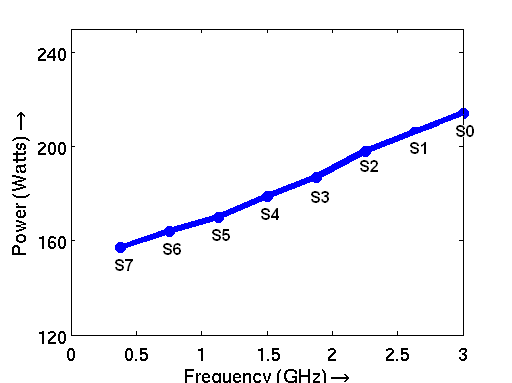 240
200
160
120
Power (Watts) →
S7
S6
S5
S4
S3
S2
S1
S0
0 0.5 1 1.5 2 2.5 3
Frequency (GHz) →